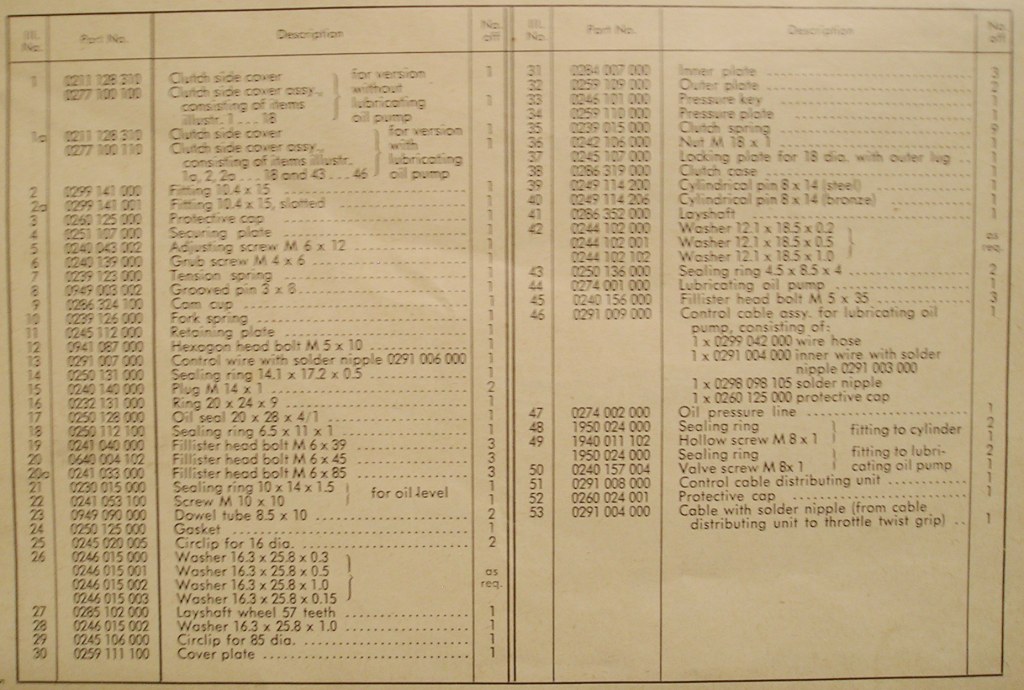 Ill. No. Part No. Description No. off
1 0211 128 310 Clutch side cover for version 1
0277 100 100 Clutch side cover assy. without
consisting of items lubricating 1
illustr. 1 ... 18 oil pump
1a 0211 128 310 Clutch side cover for version 1
0277 100 110 Clutch side cover assy. with 1
consisting of items illustr. lubricating
1a, 2, 2a ... 18 and 43 ... 46 oil pump
2 0299 141 000 Fitting 10.4 x 15 1
2a 0299 141 001 Fitting 10.4 x 15, slotted 1
3 0260 125 000 Protective cap 1
4 0251 107 000 Securing plate 1
5 0240 043 002 Adjusting screw M 6 x 12 1
6 0240 139 000 Grub screw M 4 x 6 1
7 0239 123 000 Tension spring 1
8 0949 003 002 Grooved pin 3 x 8 1
9 0286 324 100 Cam cup 1
10 0239 126 000 Fork spring 1
11 0245 112 000 Retaining plate 1
12 0941 087 000 Hexagon head bolt M 5 x 10 1
13 0291 007 000 Control wire with solder nipple 0291 006 000 1
14 0250 131 000 Sealing ring 14.1 x 17.2 x 0.5 1
15 0240 140 000 Plug M 14 x 1 2
16 0232 131 000 Ring 20 x 24 x 9 1
17 0250 128 000 Oil seal 20 x 28 x 4/1 1
18 0250 112 100 Sealing ring 6.5 x 11 x 1 1
19 0241 040 000 Fillister head bolt M 6 x 39 3
20 0640 004 102 Fillister head bolt M 6 x 45 3
20a 0241 033 000 Fillister head bolt M 6 x 85 3
21 0230 015 000 Sealing ring 10 x 14 x 1.5 for oil level 1
22 0241 053 100 Screw M 10 x 10 1
23 0949 090 000 Dowel tube 8.5 x 10 2
24 0250 125 000 Gasket 1
25 0245 020 005 Circlip for 16 dia. 2
26 0246 015 000 Washer 16.3 x 25.8 x 0.3
0246 015 001 Washer 16.3 x 25.8 x 0.5 as
0246 015 002 Washer 16.3 x 25.8 x 1.0 req.
0246 015 003 Washer 16.3 x 25.8 x 0.15
27 0285 102 000 Layshaft wheel 57 teeth 1
28 0246 015 002 Washer 16.3 x 25.8 x 1.0 1
29 0245 106 000 Circlip for 85 dia. 1
30 0259 111 100 Cover plate 1
Ill. No. Part No. Description No. off
31 0284 007 000 Inner plate 3
32 0259 109 000 Outer plate 2
33 0246 101 000 Pressure key 1
34 0259 110 000 Pressure plate 1
35 0239 015 000 Clutch spring 9
36 0242 106 000 Nut M 18 x 1 1
37 0245 107 000 Locking plate for 18 dia. with outer lug 1
38 0286 319 000 Clutch case 1
39 0249 114 200 Cylindrical pin 8 x 14 (steel) 1
40 0249 114 206 Cylindrical pin 8 x 14 (bronze) 1
41 0286 352 000 Layshaft 1
42 0244 102 000 Washer 12.1 x 18.5 x 0.2
0244 102 001 Washer 12.1 x 18.5 x 0.5 as
0244 102 102 Washer 12.1 x 18.5 x 1.0 req.
43 0250 136 000 Sealing ring 4.5 x 8.5 x 4 2
44 0274 001 000 Lubricating oil pump 1
45 0240 156 000 Fillister head bolt M 5 x 35 3
46 0291 009 000 Control cable assy. for lubricating oil 1
pump, consisting of:
1 x 0299 042 000 wire hose
1 x 0291 004 000 inner wire with solder
nipple 0291 003 000
1 x 0298 098 105 solder nipple
1 x 0260 125 000 protective cap
47 0274 002 000 Oil pressure line 1
48 1950 024 000 Sealing ring fitting to cylinder 2
49 1940 011 102 Hollow screw M 8 x 1 1
1950 024 000 Sealing ring fitting to lubri- 2
50 0240 157 004 Valve screw M 8x 1 cating oil pump 1
51 0291 008 000 Control cable distributing unit 1
52 0260 024 001 Protective cap 1
53 0291 004 000 Cable with solder nipple (from cable
distributing unit to throttle twist grip) 1